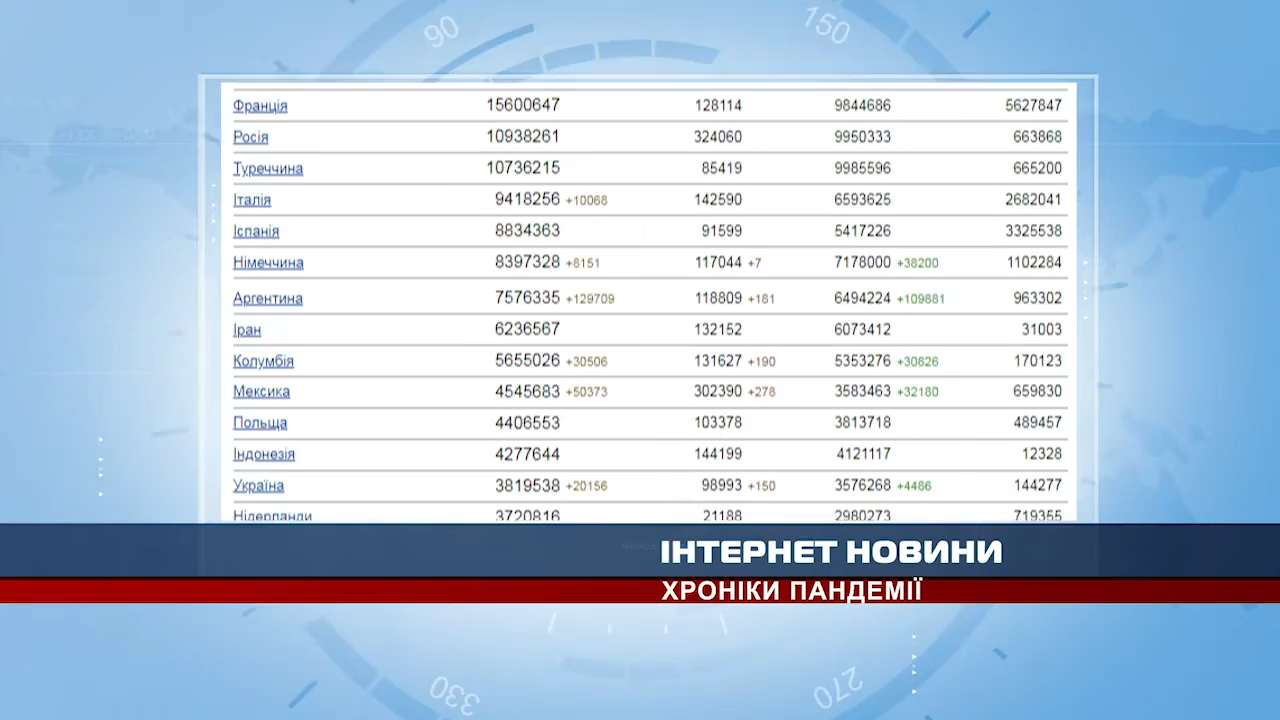 90
150
Франція 15600647 128114 9844686 5627847
Росія 10938261 324060 9950333 663868
Туреччина 10736215 85419 9985596 665200
Італія 9418256 +10068 142590 6593625 2682041
Іспанія 8834363 91599 5417226 3325538
Німеччина 8397328 +8151 117044 +7 7178000 +38200 1102284
Аргентина 7576335 +129709 118809 +181 6494224 +109881 963302
Іран 6236567 132152 6073412 31003
Колумбія 5655026 +30506 131627 +190 5353276 +30826 170123
Мексика 4545683 +50373 302390 +278 3583463 +32180 659830
Польща 4406553 103378 3813718 489457
Індонезія 4277644 144199 4121117 12328
Україна 3819538 +20156 98993 +150 3576268 +4486 144277
Нідерланди 3720816 21188 2980273 719355
ІНТЕРНЕТ НОВИНИ
ХРОНІКИ ПАНДЕМІЇ
330
270